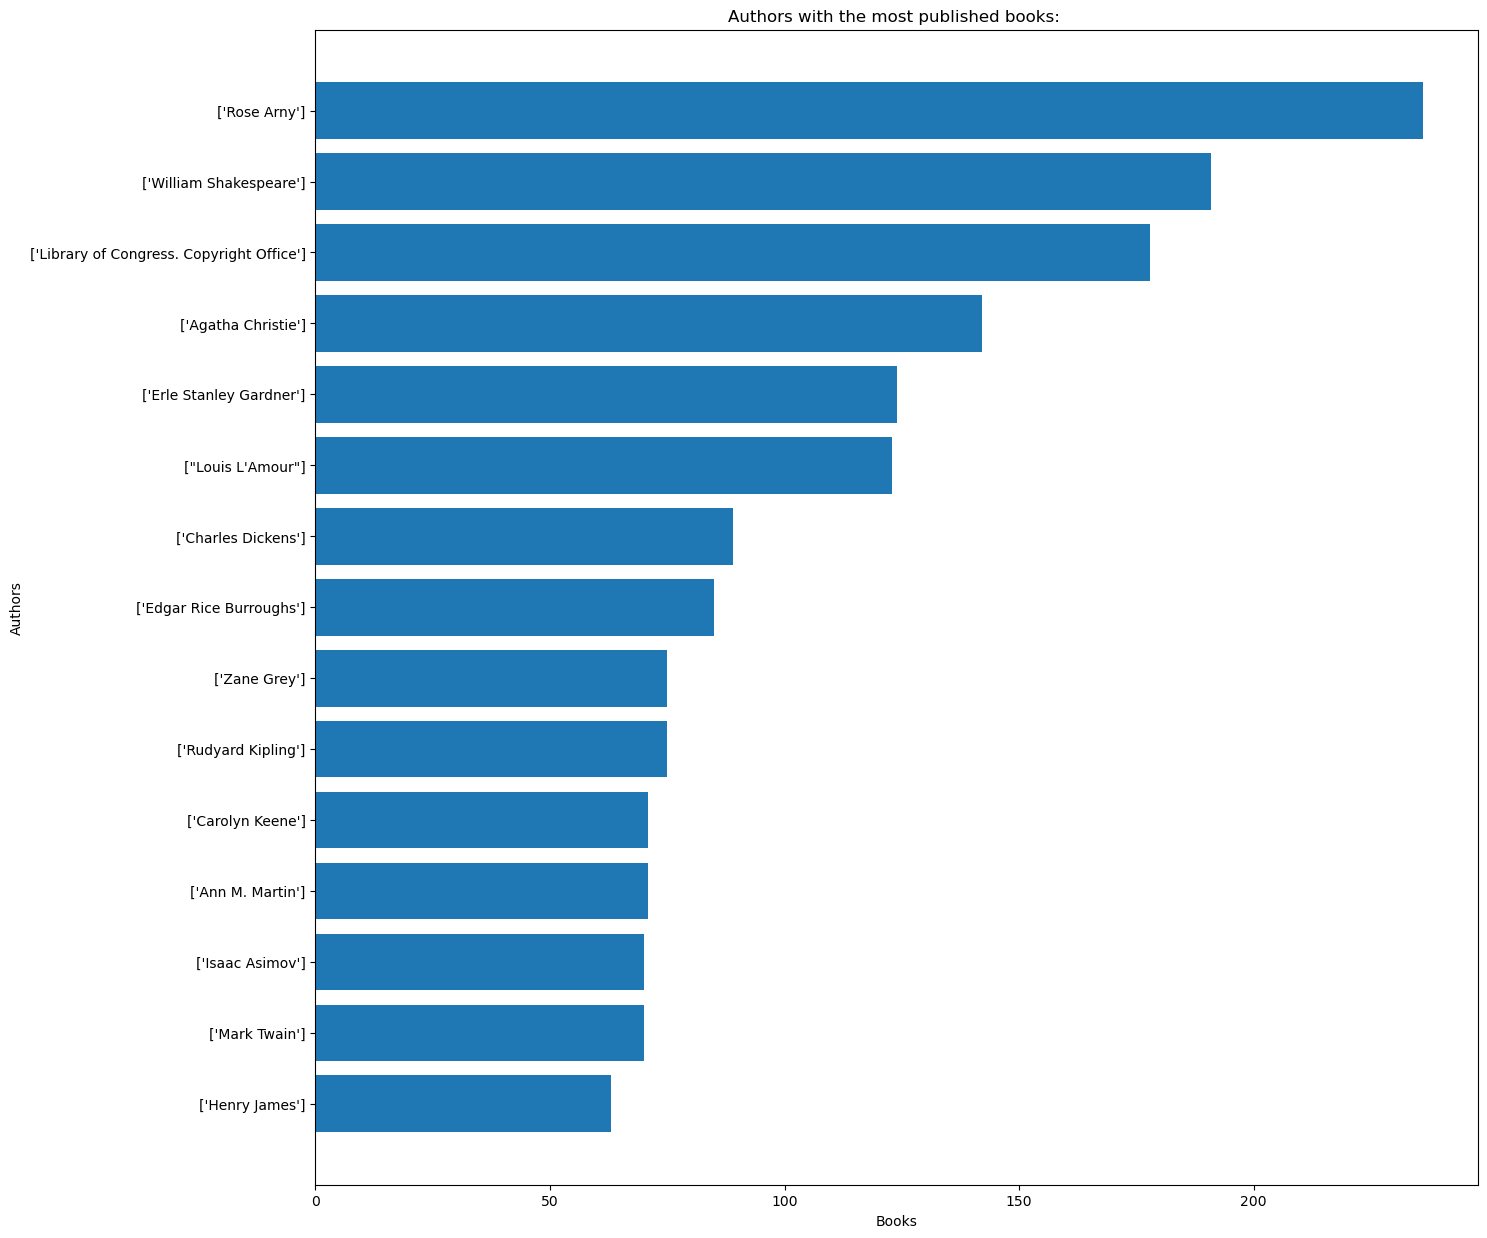 Authors with the most published books:
['Rose Arny']
['William Shakespeare']
['Library of Congress. Copyright Office']
['Agatha Christie']
['Erle Stanley Gardner']
["Louis L'Amour"]
['Charles Dickens']
['Edgar Rice Burroughs']
['Zane Grey']
['Rudyard Kipling']
['Carolyn Keene']
['Ann M. Martin']
['Isaac Asimov']
['Mark Twain']
['Henry James']
Authors
0 50 100 150 200
Books